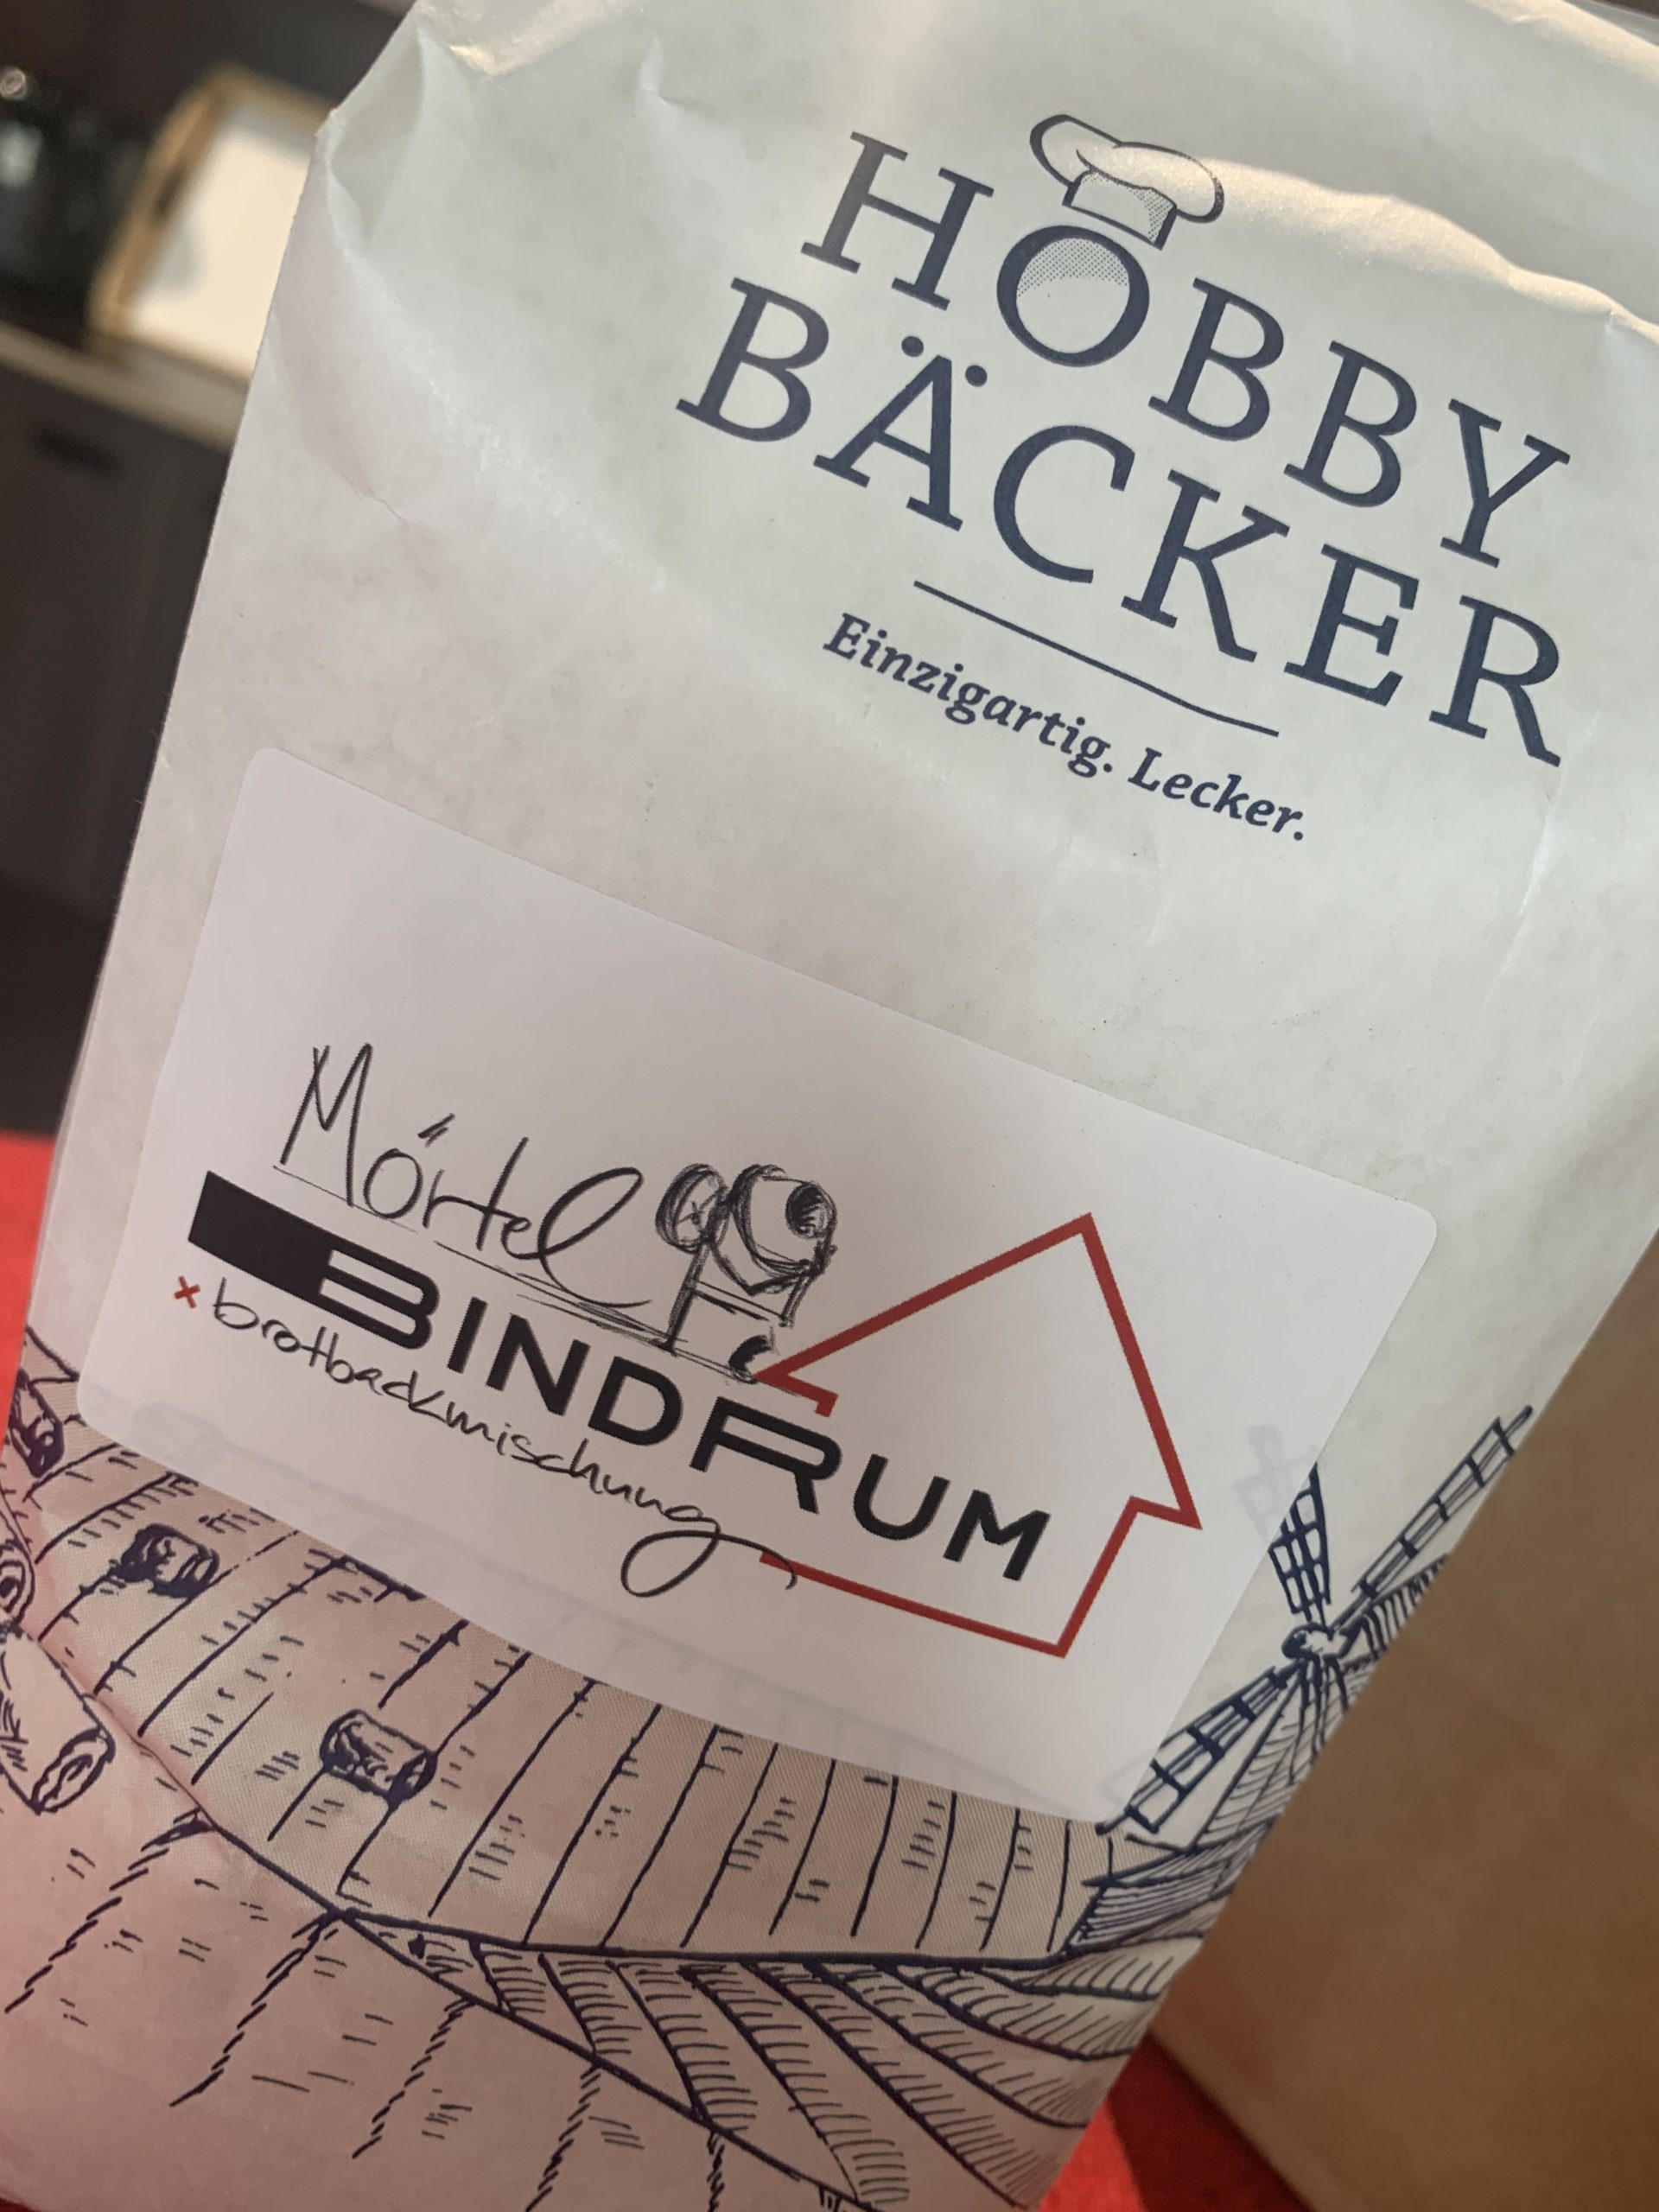 HOBBY
BÄCKER
Einzigartig. Lecker.
Mörtel
BINDRUM
x brotbackmischung